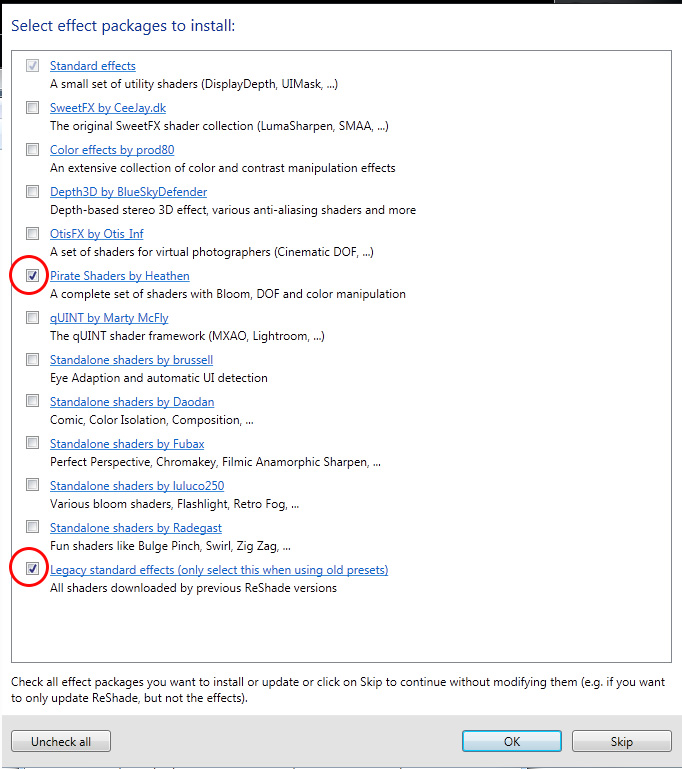 Select effect packages to install:
Standard effects
A small set of utility shaders (DisplayDepth, UIMask, ...)
SweetFX by CeeJay.dk
The original SweetFX shader collection (LumaSharpen, SMAA, ...)
Color effects by prod80
An extensive collection of color and contrast manipulation effects
Depth3D by BlueSkyDefender
Depth-based stereo 3D effect, various anti-aliasing shaders and more
OtisFX by Otis Inf
A set of shaders for virtual photographers (Cinematic DOF, ...)
Pirate Shaders by Heathen
A complete set of shaders with Bloom, DOF and color manipulation
qUINT by Marty McFly
The qUINT shader framework (MXAO, Lightroom, ...)
Standalone shaders by brussell
Eye Adaption and automatic UI detection
Standalone shaders by Daodan
Comic, Color Isolation, Composition, ...
Standalone shaders by Fubax
Perfect Perspective, Chromakey, Filmic Anamorphic Sharpen, ...
Standalone shaders by luluco250
Various bloom shaders, Flashlight, Retro Fog, ...
Standalone shaders by Radegast
Fun shaders like Bulge Pinch, Swirl, Zig Zag, ...
Legacy standard effects (only select this when using old presets)
All shaders downloaded by previous ReShade versions
Check all effect packages you want to install or update or click on Skip to continue without modifying them (e.g. if you want
to only update ReShade, but not the effects).
Uncheck all
OK
Skip